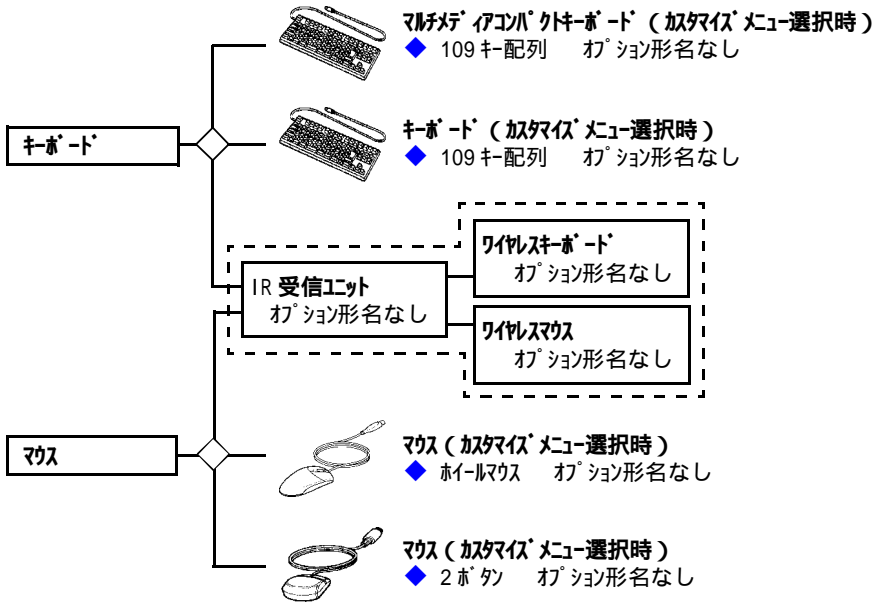 ﾏﾙﾁﾒﾃﾞｨｱｺﾝﾊﾟｸﾄｷｰﾎﾞｰﾄﾞ（ｶｽﾀﾏｲｽﾞﾒﾆｭｰ選択時）
◆ 109ｷｰ配列 ｵﾌﾟｼｮﾝ形名なし
ｷｰﾎﾞｰﾄﾞ（ｶｽﾀﾏｲｽﾞﾒﾆｭｰ選択時）
◆ 109ｷｰ配列 ｵﾌﾟｼｮﾝ形名なし
ｷｰﾎﾞｰﾄﾞ
ﾜｲﾔﾚｽｷｰﾎﾞｰﾄﾞ
ｵﾌﾟｼｮﾝ形名なし
IR受信ﾕﾆｯﾄ
ｵﾌﾟｼｮﾝ形名なし
ﾜｲﾔﾚｽﾏｳｽ
ｵﾌﾟｼｮﾝ形名なし
ﾏｳｽ
ﾏｳｽ（ｶｽﾀﾏｲｽﾞﾒﾆｭｰ選択時）
◆ ﾎｲｰﾙﾏｳｽ ｵﾌﾟｼｮﾝ形名なし
ﾏｳｽ（ｶｽﾀﾏｲｽﾞﾒﾆｭｰ選択時）
◆ 2ﾎﾞﾀﾝ ｵﾌﾟｼｮﾝ形名なし